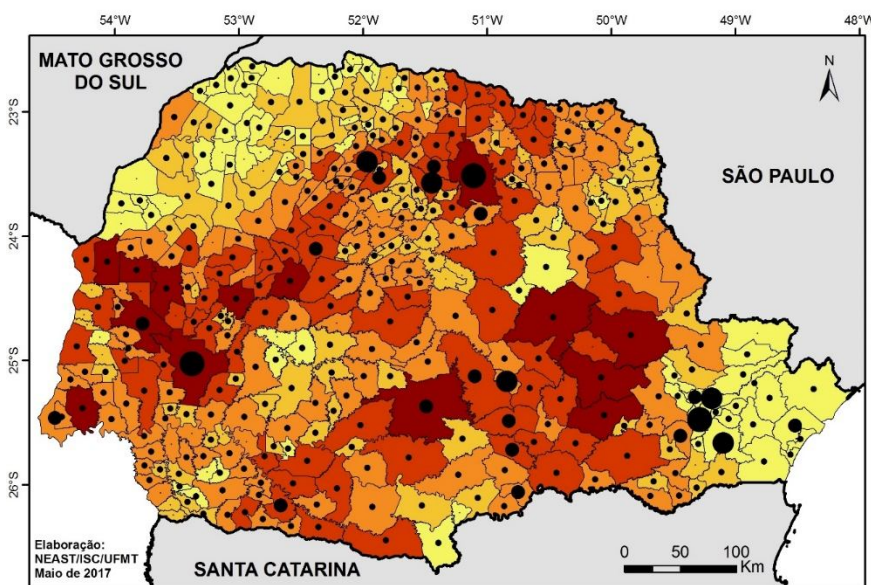 54°W 53°W 52°W 51°W 50°W 49°W 48°W
MATO GROSSO
DO SUL
N
23°S
SÃO PAULO
24°S
25°S
26°S
Elaboração:
NEAST/ISC/UFMT
Maio de 2017
SANTA CATARINA
0 50 100
Km